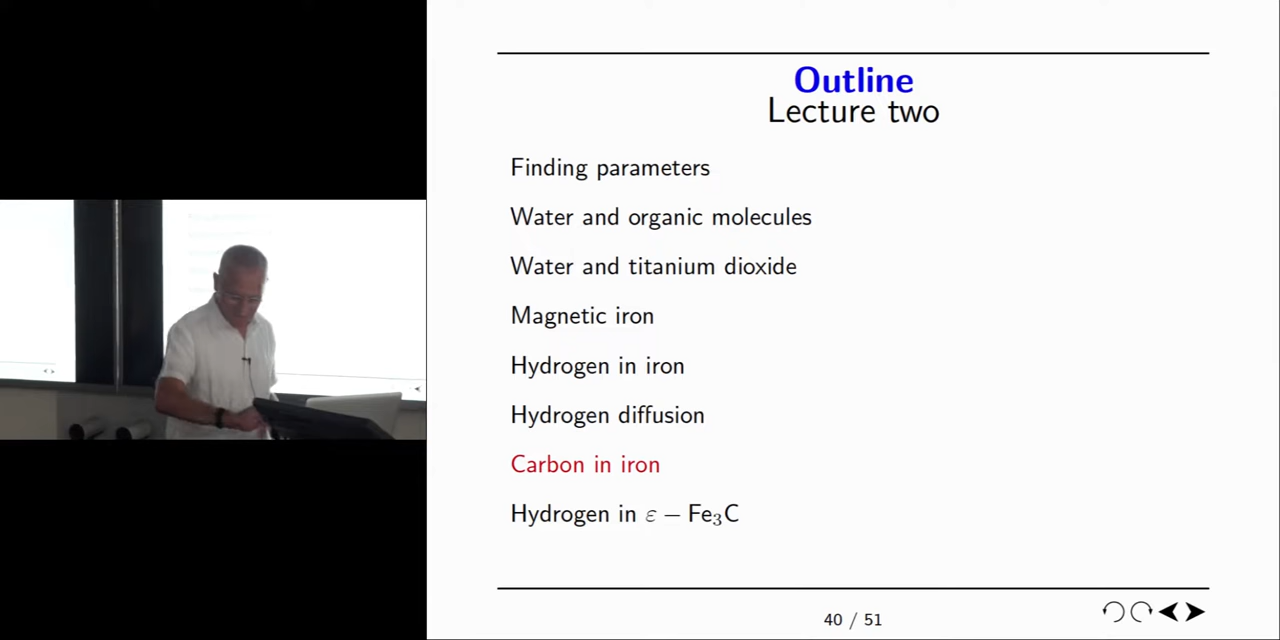 Outline
Lecture two
Finding parameters
Water and organic molecules
Water and titanium dioxide
Magnetic iron
Hydrogen in iron
Hydrogen diffusion
Carbon in iron
Hydrogen in ε − Fe₃C
40 / 51